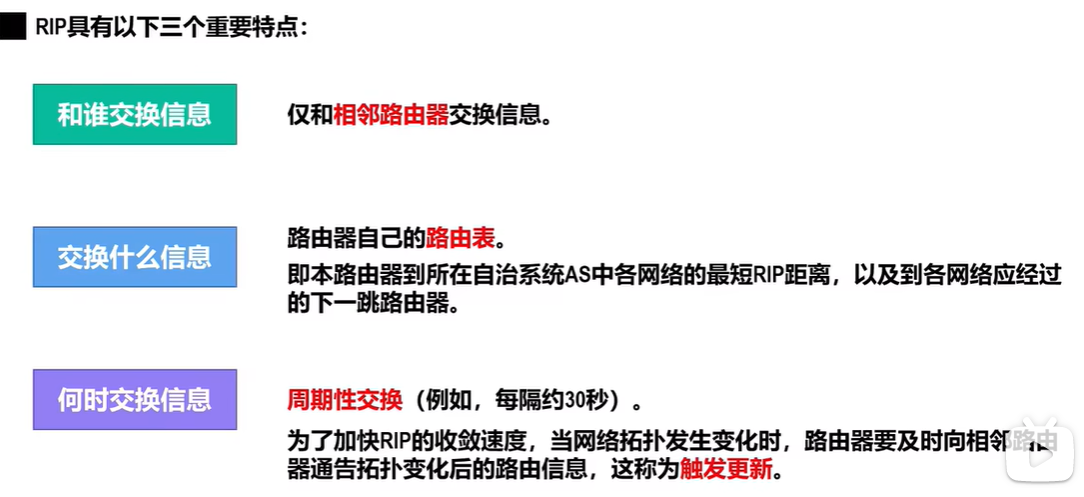 RIP具有以下三个重要特点：
和谁交换信息
仅和相邻路由器交换信息。
交换什么信息
路由器自己的路由表。
即本路由器到所在自治系统AS中各网络的最短RIP距离，以及到各网络应经过
的下一跳路由器。
何时交换信息
周期性交换（例如，每隔约30秒）。
为了加快RIP的收敛速度，当网络拓扑发生变化时，路由器要及时向相邻路由
器通告拓扑变化后的路由信息，这称为触发更新。